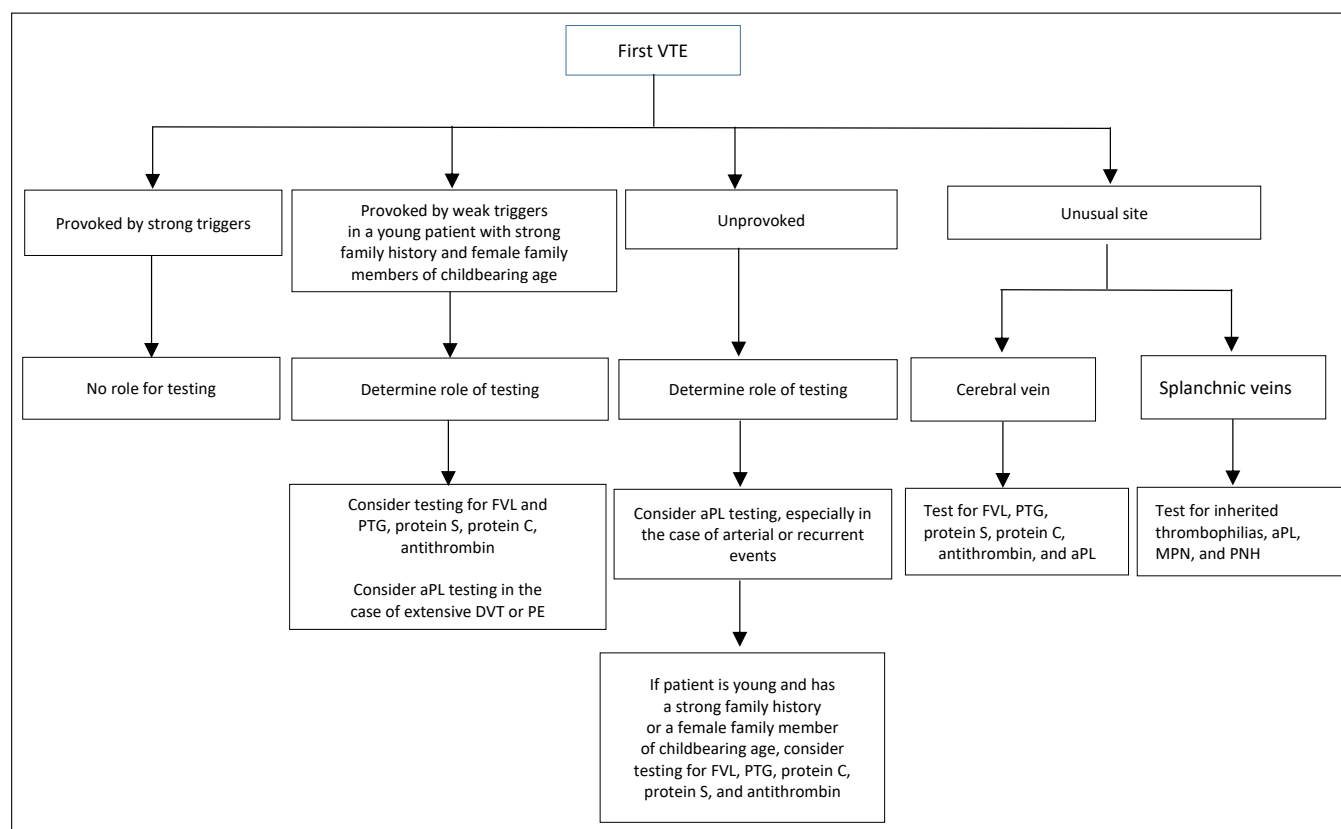 First VTE
Provoked by strong triggers
Provoked by weak triggers
in a young patient with strong
family history and female family
members of childbearing age
Unprovoked
Unusual site
No role for testing
Determine role of testing
Determine role of testing
Cerebral vein
Splanchnic veins
Consider testing for FVL and
PTG, protein S, protein C,
antithrombin
Consider aPL testing in the
case of extensive DVT or PE
Consider aPL testing, especially in
the case of arterial or recurrent
events
Test for FVL, PTG,
protein S, protein C,
antithrombin, and aPL
Test for inherited
thrombophilias, aPL,
MPN, and PNH
If patient is young and has
a strong family history
or a female family member
of childbearing age, consider
testing for FVL, PTG, protein C,
protein S, and antithrombin